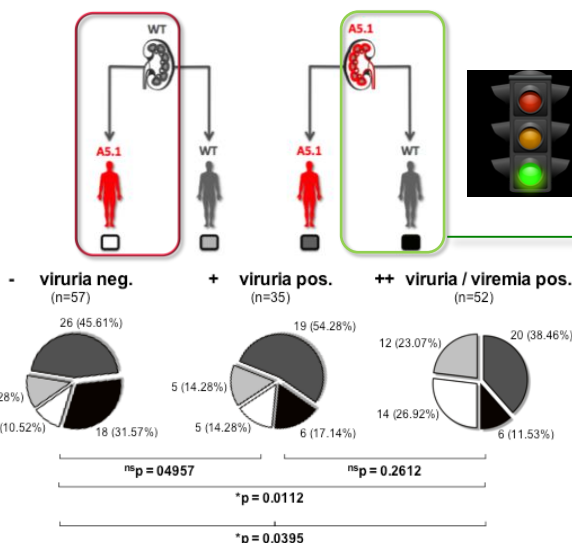 WT A5.1
A5.1 WT A5.1 WT
- viruria neg. + viruria pos. ++ viruria / viremia pos.
(n=57) (n=35) (n=52)
26 (45.61%) 19 (54.28%) 12 (23.07%) 20 (38.46%)
28%) 5 (14.28%)
(10.52%) 18 (31.57%) 5 (14.28%) 6 (17.14%) 14 (26.92%) 6 (11.53%)
nsp = 04957 nsp = 0.2612
*p = 0.0112
*p = 0.0395